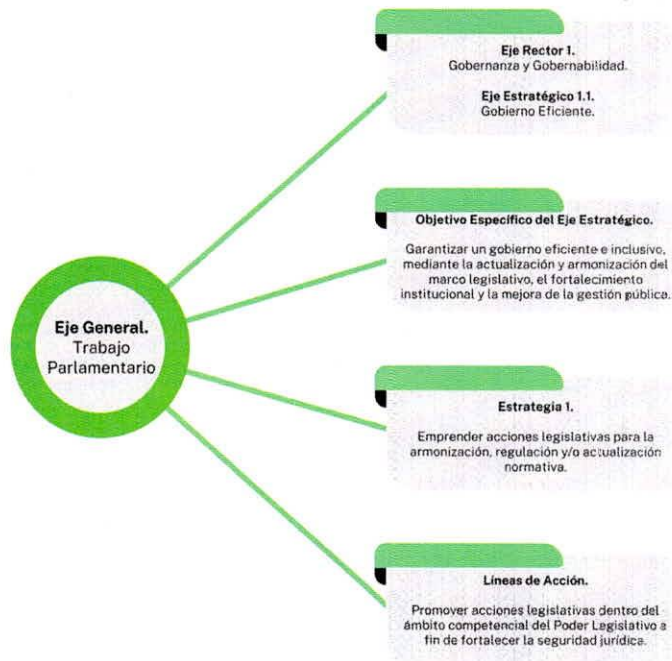 Eje Rector 1.
Gobernanza y Gobernabilidad.
Eje Estratégico 1.1.
Gobierno Eficiente.
Objetivo Específico del Eje Estratégico.
Garantizar un gobierno eficiente e inclusivo,
mediante la actualización y armonización del
marco legislativo, el fortalecimiento
institucional y la mejora de la gestión pública.
Eje General.
Trabajo
Parlamentario
Estrategia 1.
Emprender acciones legislativas para la
armonización, regulación y/o actualización
normativa.
Líneas de Acción.
Promover acciones legislativas dentro del
ámbito competencial del Poder Legislativo a
fin de fortalecer la seguridad jurídica.